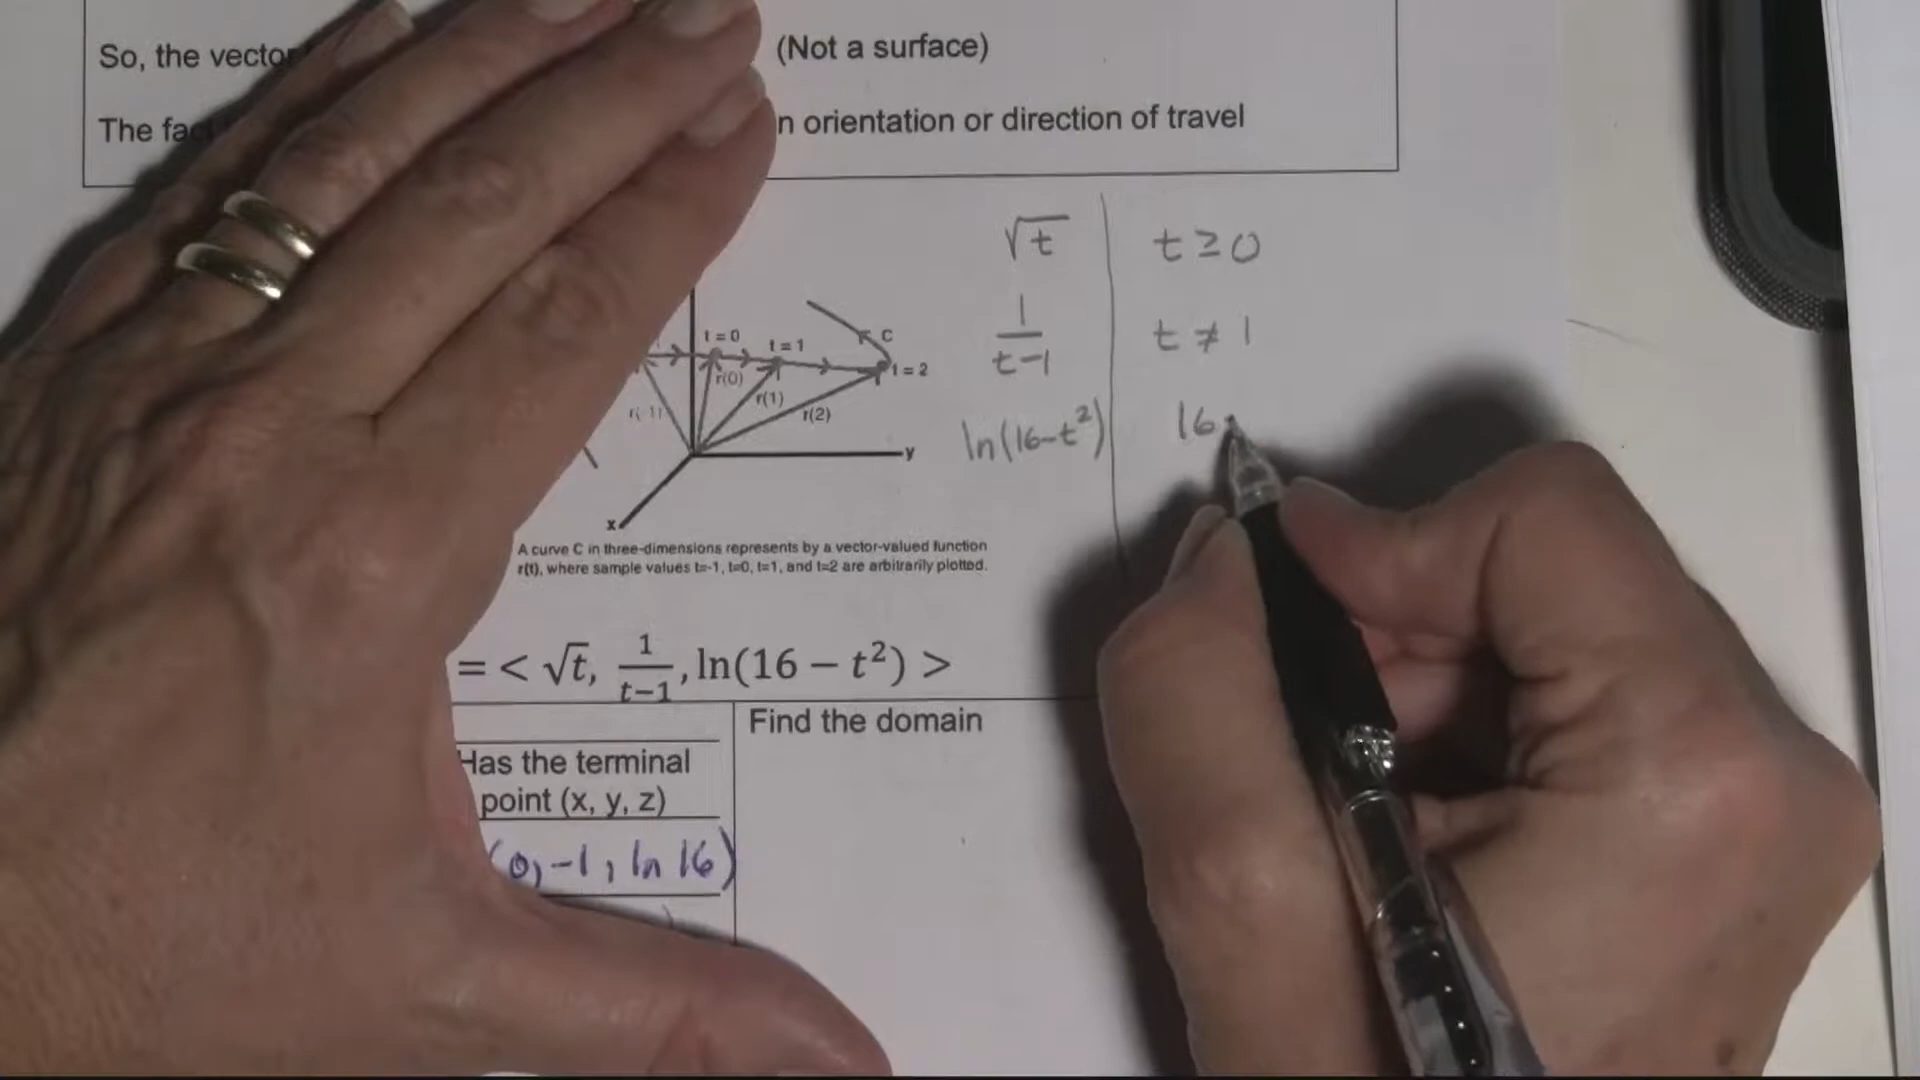 So, the vector (Not a surface)
The n orientation or direction of travel
√t t ≥ 0
1/(t-1) t ≠ 1
ln(16-t²) 16
t = 0
t = 1
C
t = 2
r(0)
r(1)
r(2)
r(-1)
y
x
A curve C in three-dimensions represents by a vector-valued function
r(t), where sample values t=-1, t=0, t=1, and t=2 are arbitrarily plotted.
= < √t, 1/(t−1), ln(16 − t²) >
Find the domain
Has the terminal
point (x, y, z)
(0, -1, ln 16)